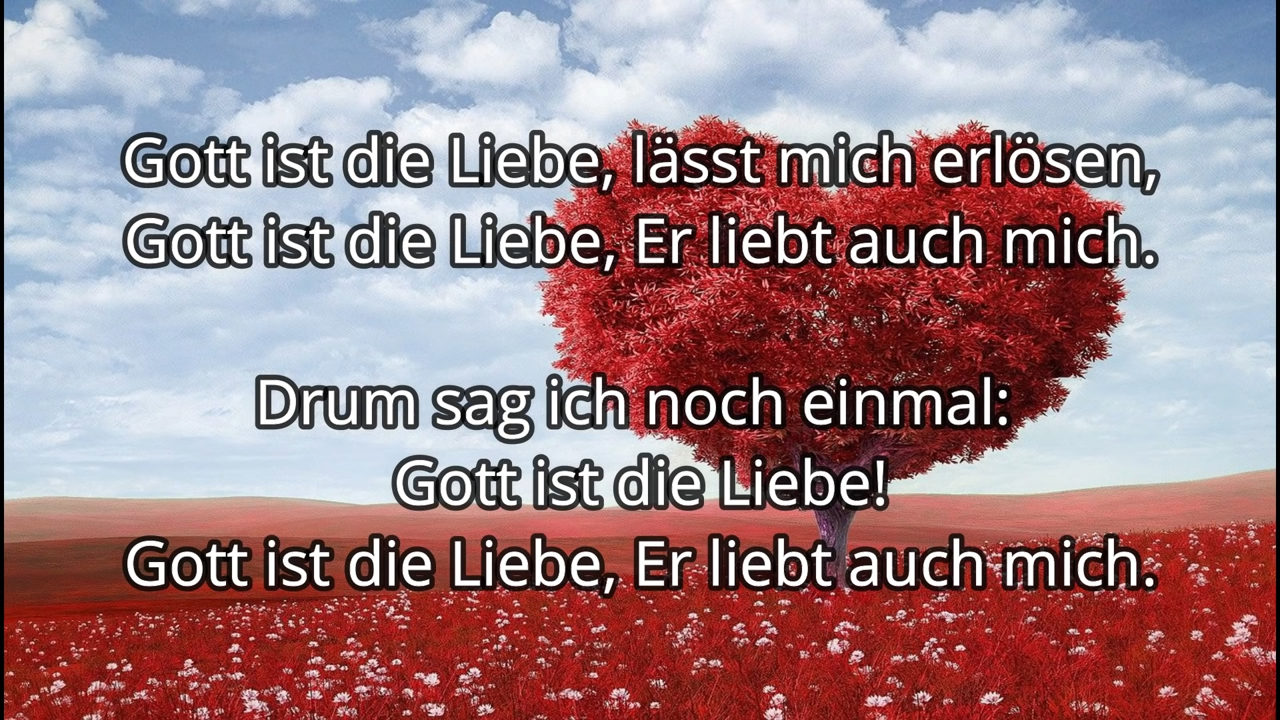 Gott ist die Liebe, lässt mich erlösen,
Gott ist die Liebe, Er liebt auch mich.
Drum sag ich noch einmal:
Gott ist die Liebe!
Gott ist die Liebe, Er liebt auch mich.